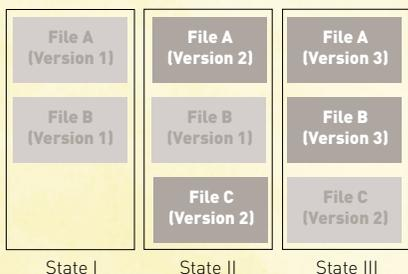 File A
(Version 1)
File B
(Version 1)
State I
File A
(Version 2)
File B
(Version 1)
File C
(Version 2)
State II
File A
(Version 3)
File B
(Version 3)
File C
(Version 2)
State III